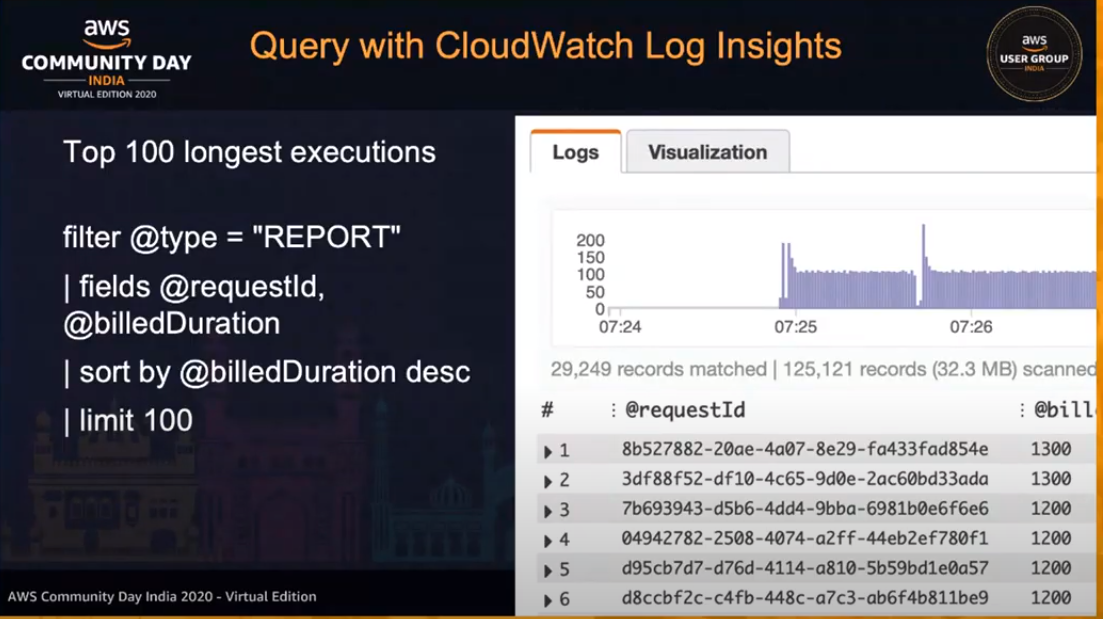 aws
COMMUNITY DAY
INDIA
VIRTUAL EDITION 2020
Query with CloudWatch Log Insights
aws
USER GROUP
INDIA
Top 100 longest executions
filter @type = "REPORT"
| fields @requestId,
@billedDuration
| sort by @billedDuration desc
| limit 100
Logs
Visualization
200
150
100
50
0
07:24
07:25
07:26
29,249 records matched | 125,121 records (32.3 MB) scanned
# @requestId @bill
1 8b527882-20ae-4a07-8e29-fa433fad854e 1300
2 3df88f52-df10-4c65-9d0e-2ac60bd33ada 1300
3 7b693943-d5b6-4dd4-9bba-6981b0e6f6e6 1200
4 04942782-2508-4074-a2ff-44eb2ef780f1 1200
5 d95cb7d7-d76d-4114-a810-5b59bd1e0a57 1200
6 d8ccbf2c-c4fb-448c-a7c3-ab6f4b811be9 1200
AWS Community Day India 2020 - Virtual Edition